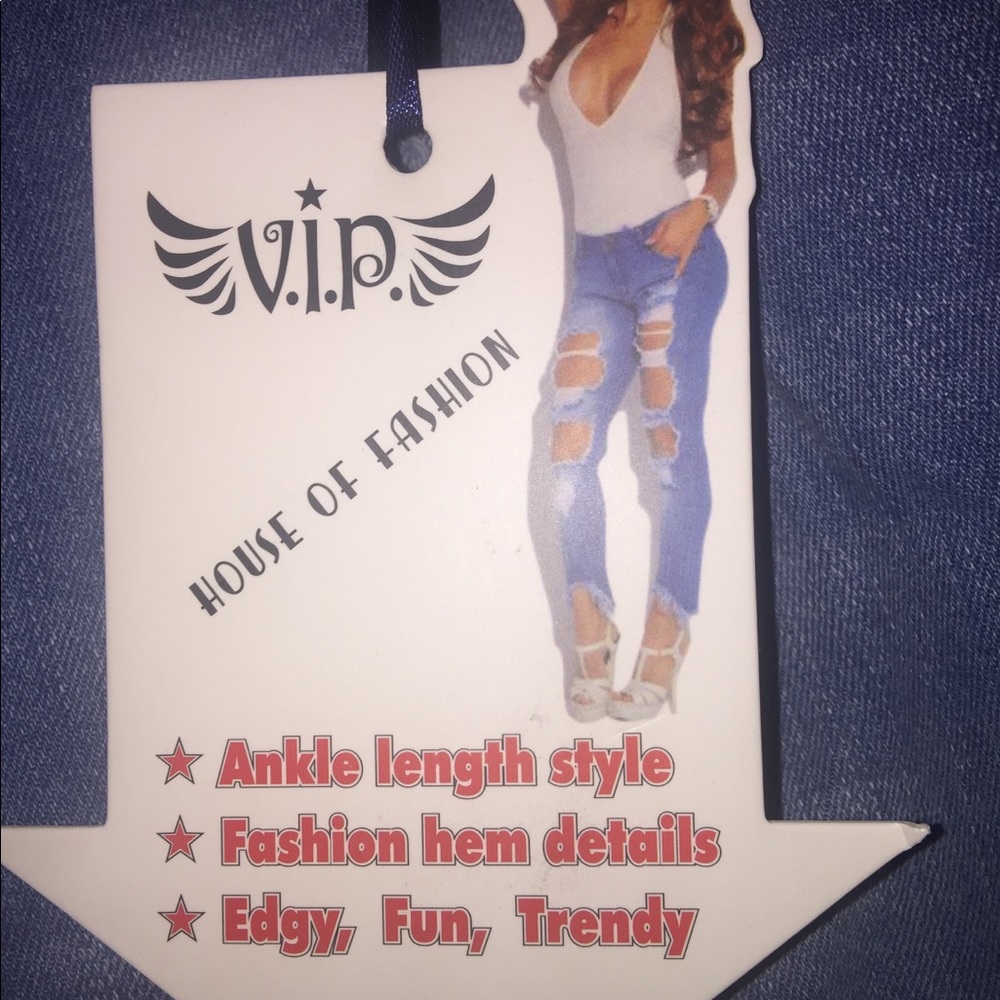 V.I.P.
HOUSE OF FASHION
Ankle length style
Fashion hem details
Edgy, Fun, Trendy